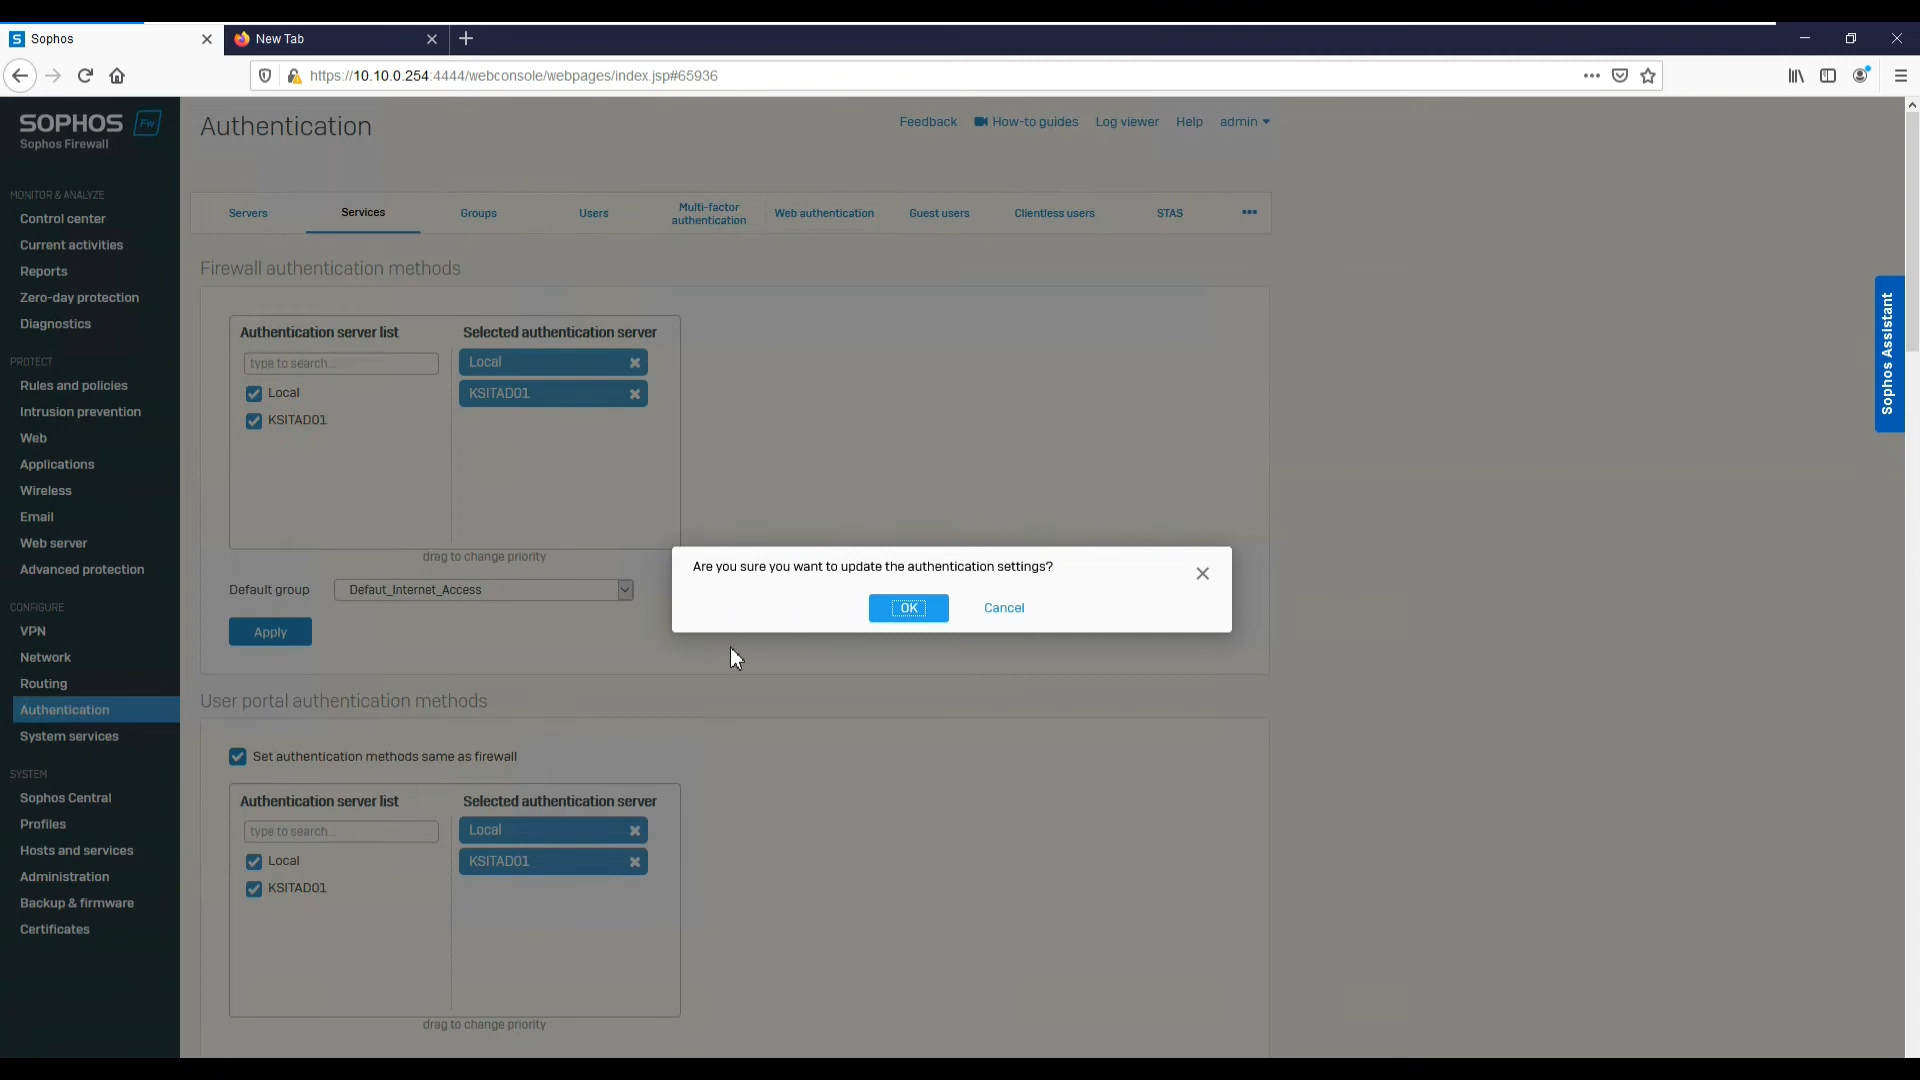 Sophos
New Tab
https://10.10.0.254:4444/webconsole/webpages/index.jsp#65936
SOPHOS
Fw
Sophos Firewall
MONITOR & ANALYZE
Control center
Current activities
Reports
Zero-day protection
Diagnostics
PROTECT
Rules and policies
Intrusion prevention
Web
Applications
Wireless
Email
Web server
Advanced protection
CONFIGURE
VPN
Network
Routing
Authentication
System services
SYSTEM
Sophos Central
Profiles
Hosts and services
Administration
Backup & firmware
Certificates
Authentication
Feedback
How-to guides
Log viewer
Help
admin
Servers
Services
Groups
Users
Multi-factor
authentication
Web authentication
Guest users
Clientless users
STAS
Firewall authentication methods
Authentication server list
Selected authentication server
type to search...
Local
KSITAD01
Local
KSITAD01
drag to change priority
Default group
Defaut_Internet_Access
Apply
Are you sure you want to update the authentication settings?
OK
Cancel
User portal authentication methods
Set authentication methods same as firewall
Authentication server list
Selected authentication server
type to search...
Local
KSITAD01
Local
KSITAD01
drag to change priority
Sophos Assistant